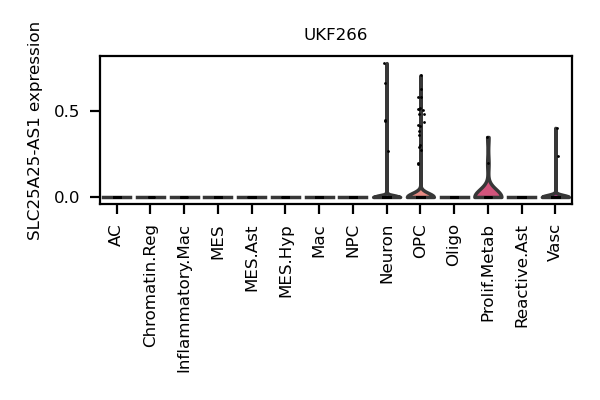 UKF266
SLC25A25-AS1 expression
0.5
0.0
AC
Chromatin.Reg
Inflammatory.Mac
MES
MES.Ast
MES.Hyp
Mac
NPC
Neuron
OPC
Oligo
Prolif.Metab
Reactive.Ast
Vasc